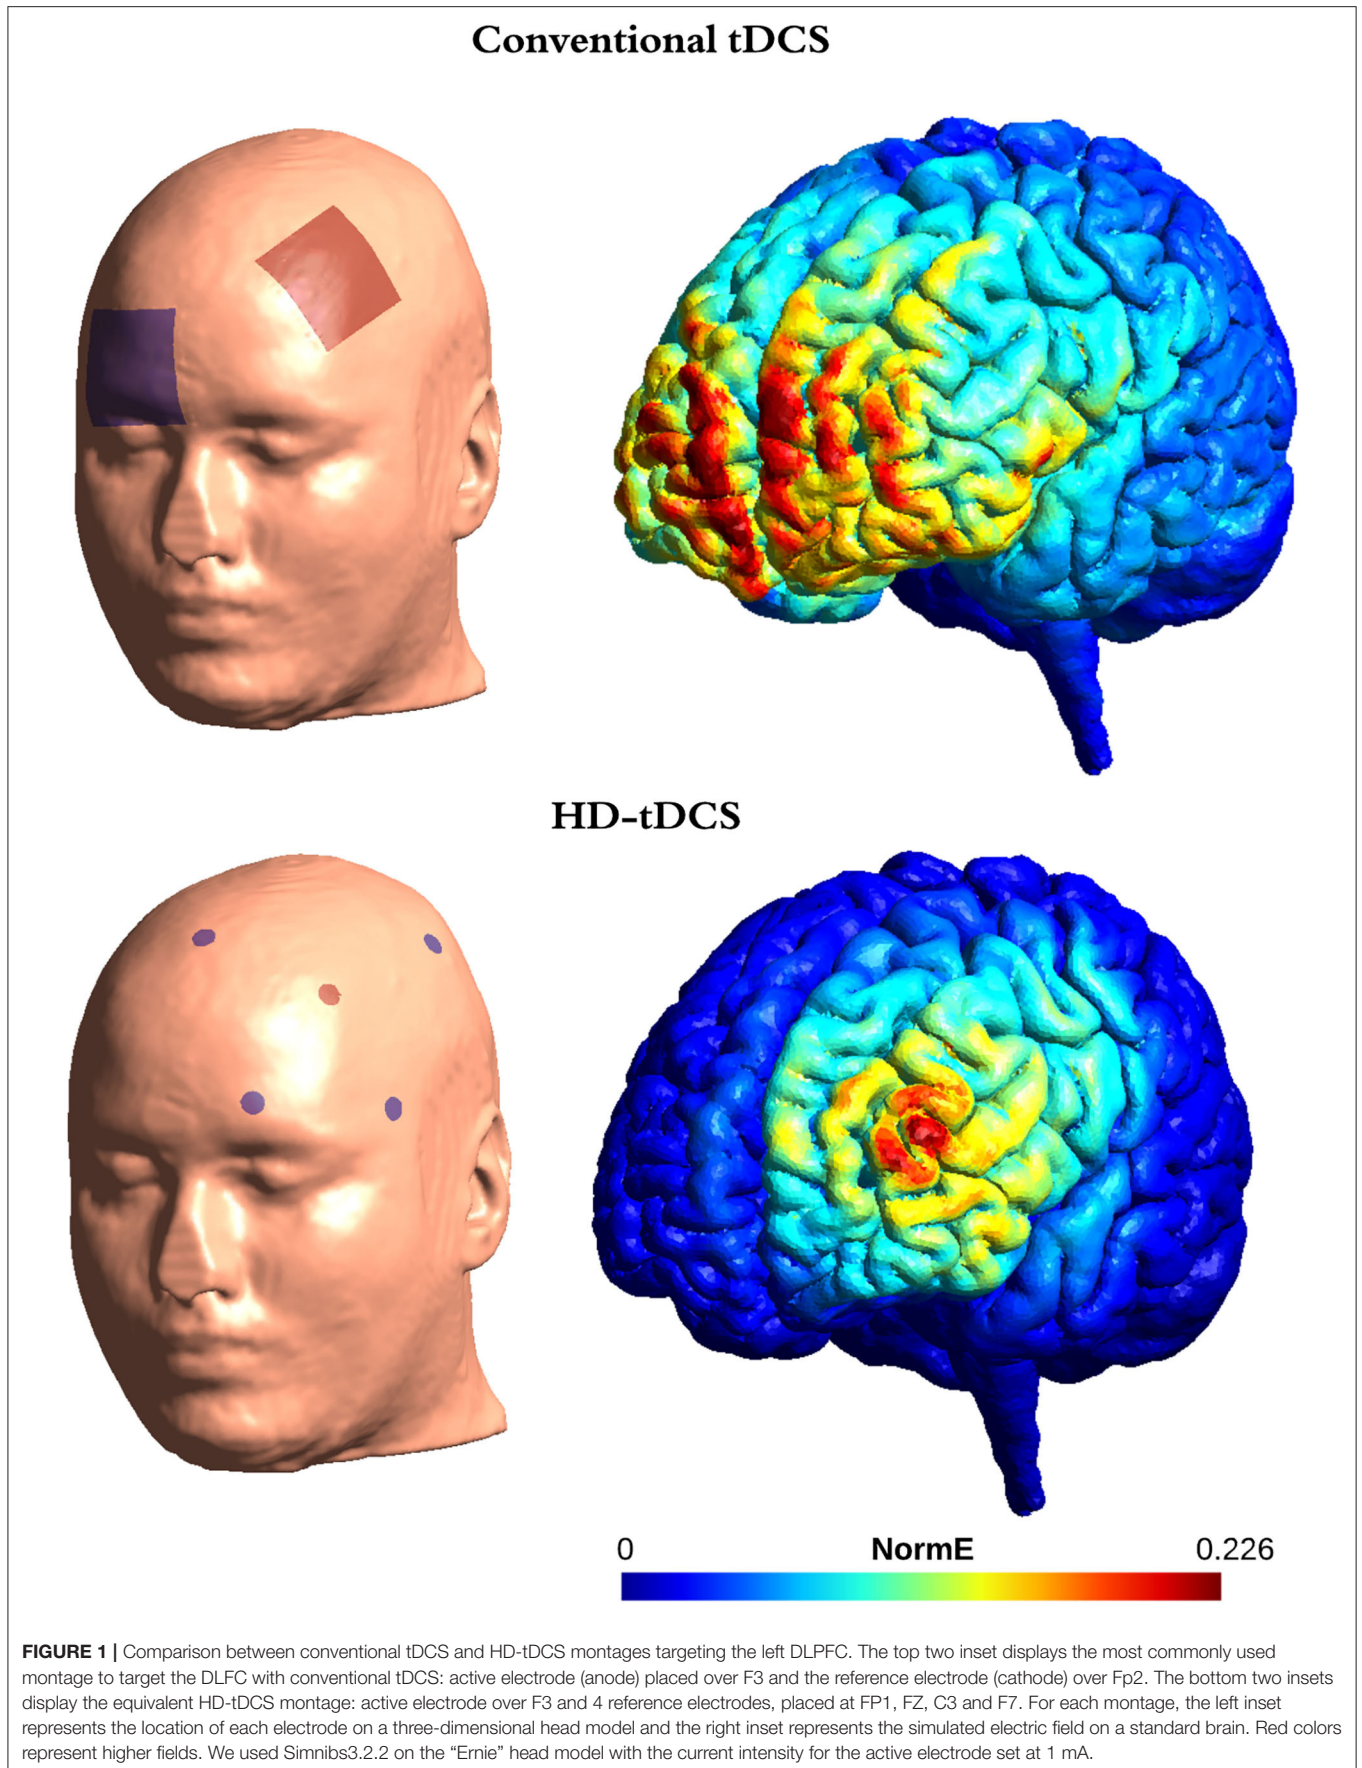 Conventional tDCS
HD-tDCS
0 NormE 0.226
FIGURE 1 | Comparison between conventional tDCS and HD-tDCS montages targeting the left DLPFC. The top two inset displays the most commonly used
montage to target the DLFC with conventional tDCS: active electrode (anode) placed over F3 and the reference electrode (cathode) over Fp2. The bottom two insets
display the equivalent HD-tDCS montage: active electrode over F3 and 4 reference electrodes, placed at FP1, FZ, C3 and F7. For each montage, the left inset
represents the location of each electrode on a three-dimensional head model and the right inset represents the simulated electric field on a standard brain. Red colors
represent higher fields. We used Simnibs3.2.2 on the “Ernie” head model with the current intensity for the active electrode set at 1 mA.